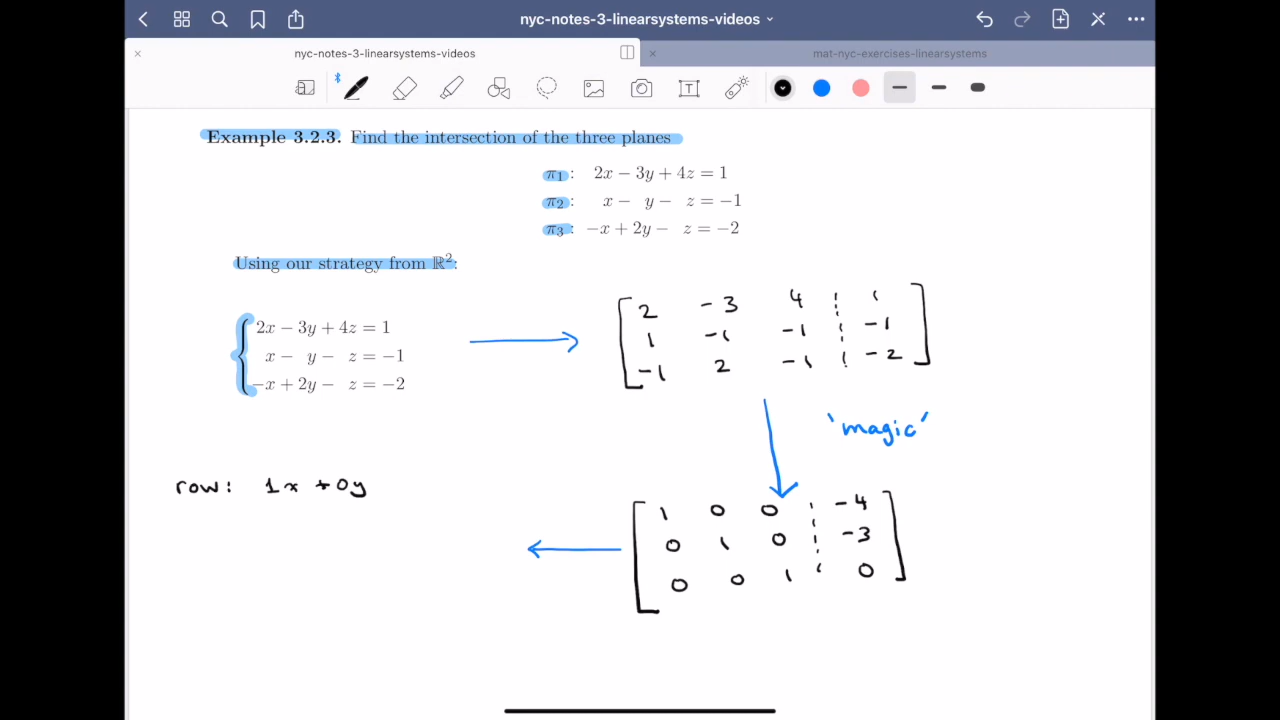 nyc-notes-3-linearsystems-videos
nyc-notes-3-linearsystems-videos
mat-nyc-exercises-linearsystems
Example 3.2.3. Find the intersection of the three planes
π₁: 2x − 3y + 4z = 1
π₂: x − y − z = −1
π₃: −x + 2y − z = −2
Using our strategy from ℝ²:
2x − 3y + 4z = 1
x − y − z = −1
−x + 2y − z = −2
2 -3 4 1
1 -1 -1 -1
-1 2 -1 -2
'magic'
row: 1x + 0y
1 0 0 -4
0 1 0 -3
0 0 1 0